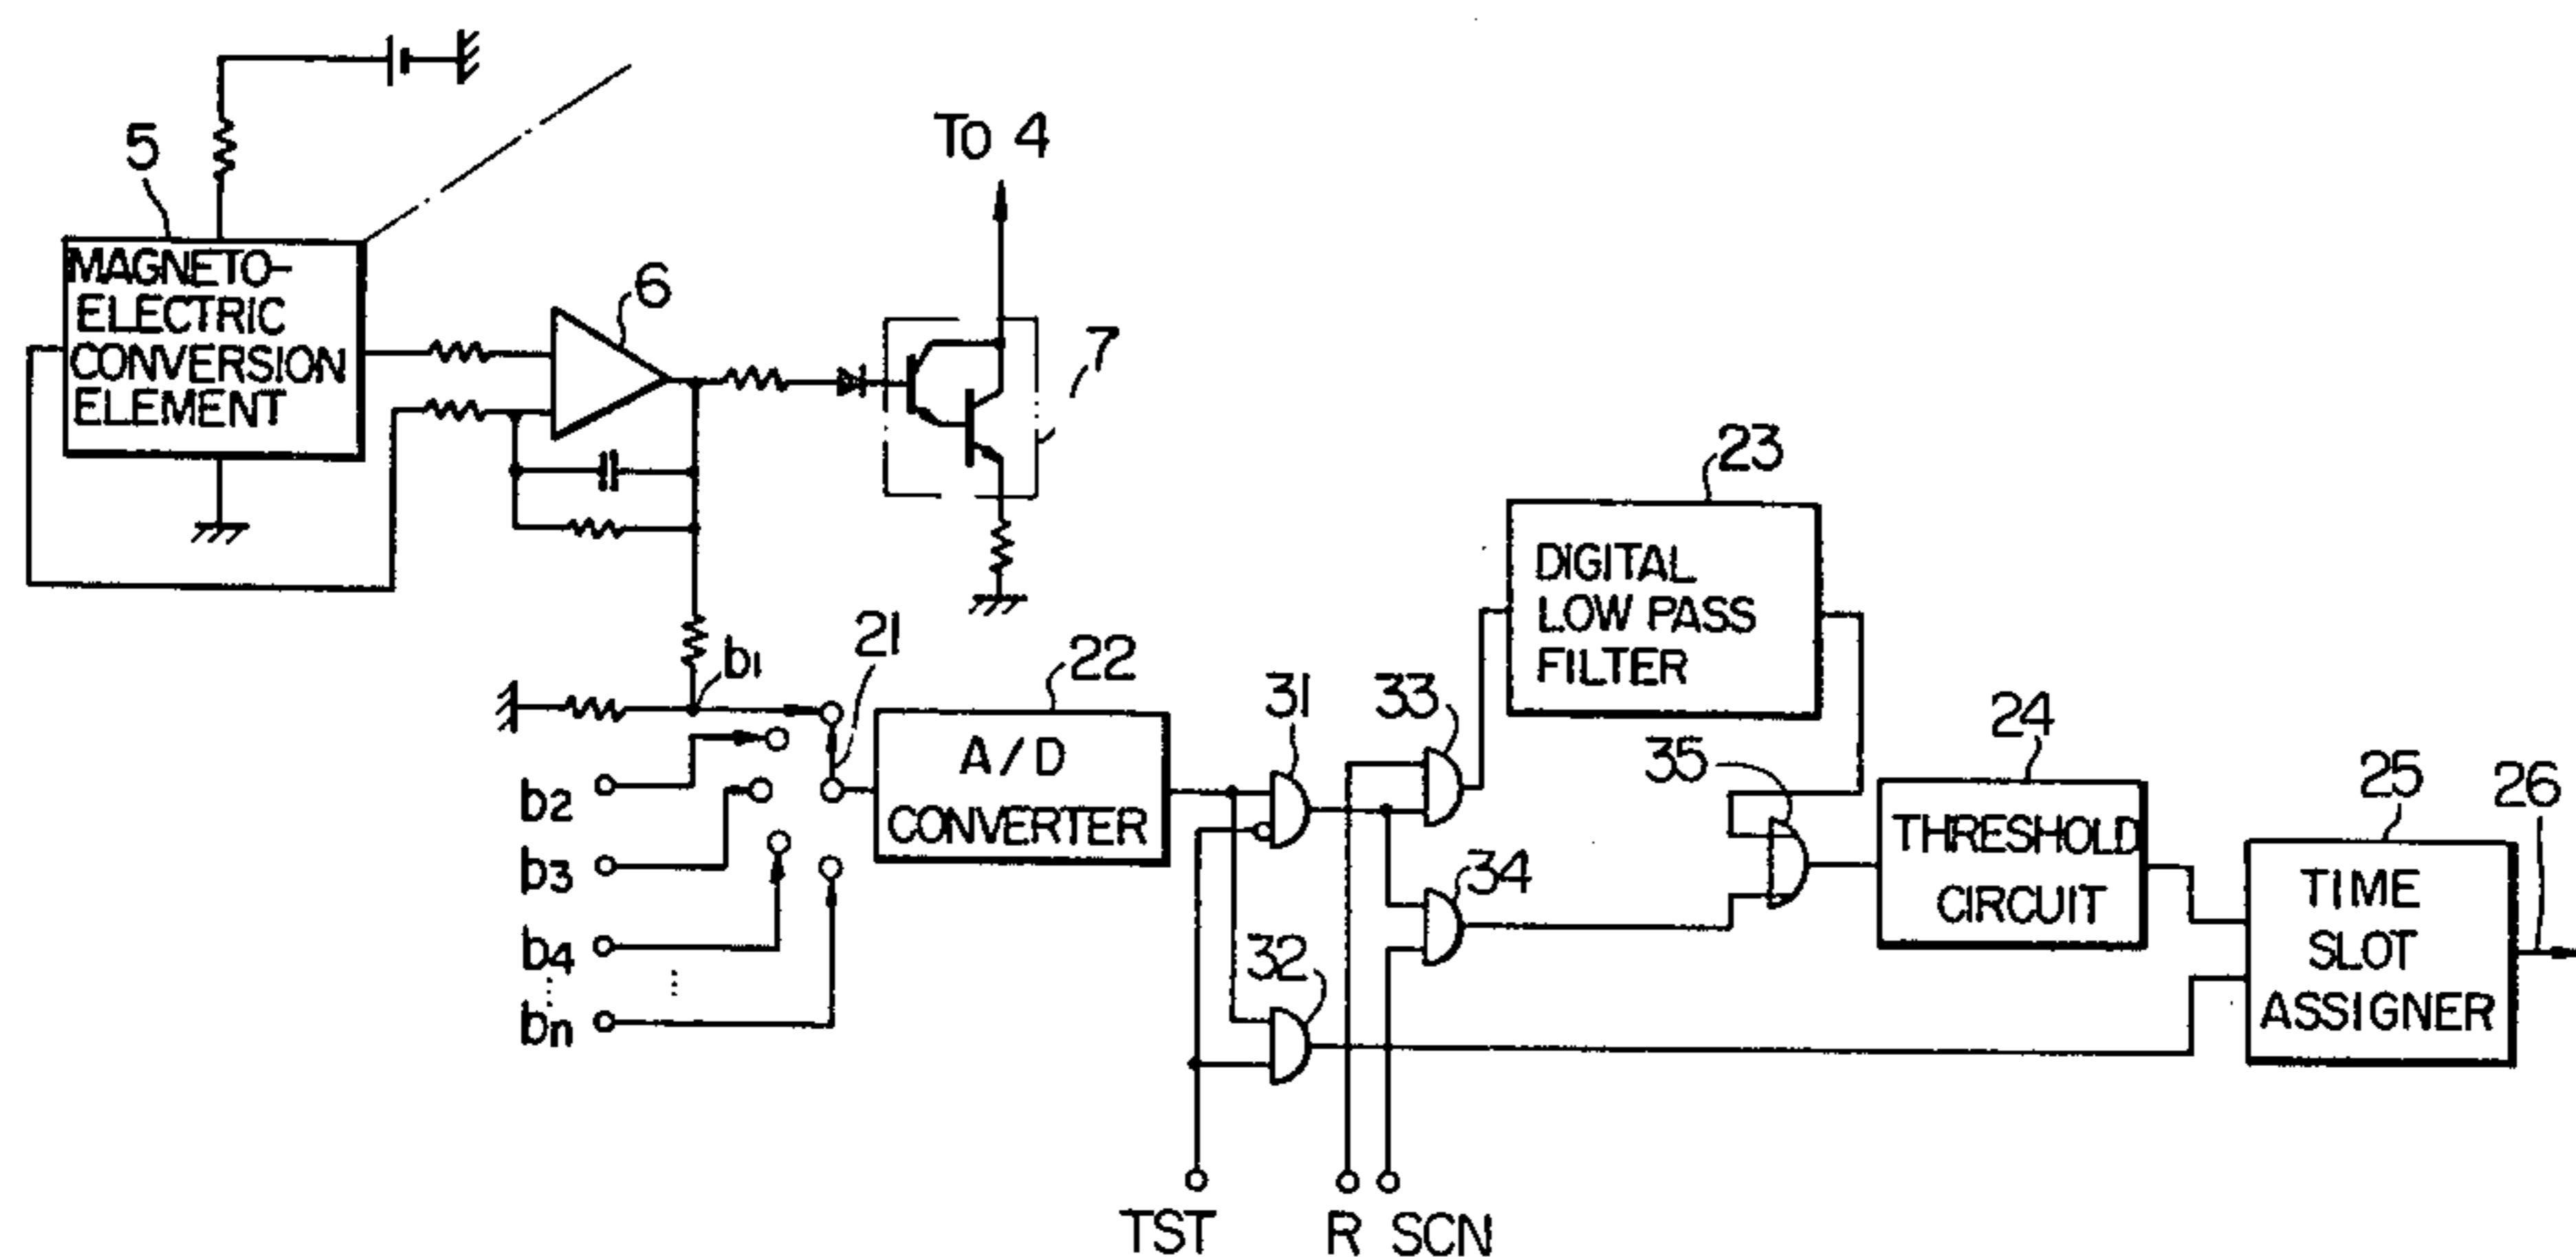 To 4
5
MAGNETO-
ELECTRIC
CONVERSION
ELEMENT
6
7
23
DIGITAL
LOW PASS
FILTER
b1
21
22
A/D
CONVERTER
31
33
35
24
THRESHOLD
CIRCUIT
25
26
TIME
SLOT
ASSIGNER
34
32
b2
b3
b4
bn
TST
R
SCN